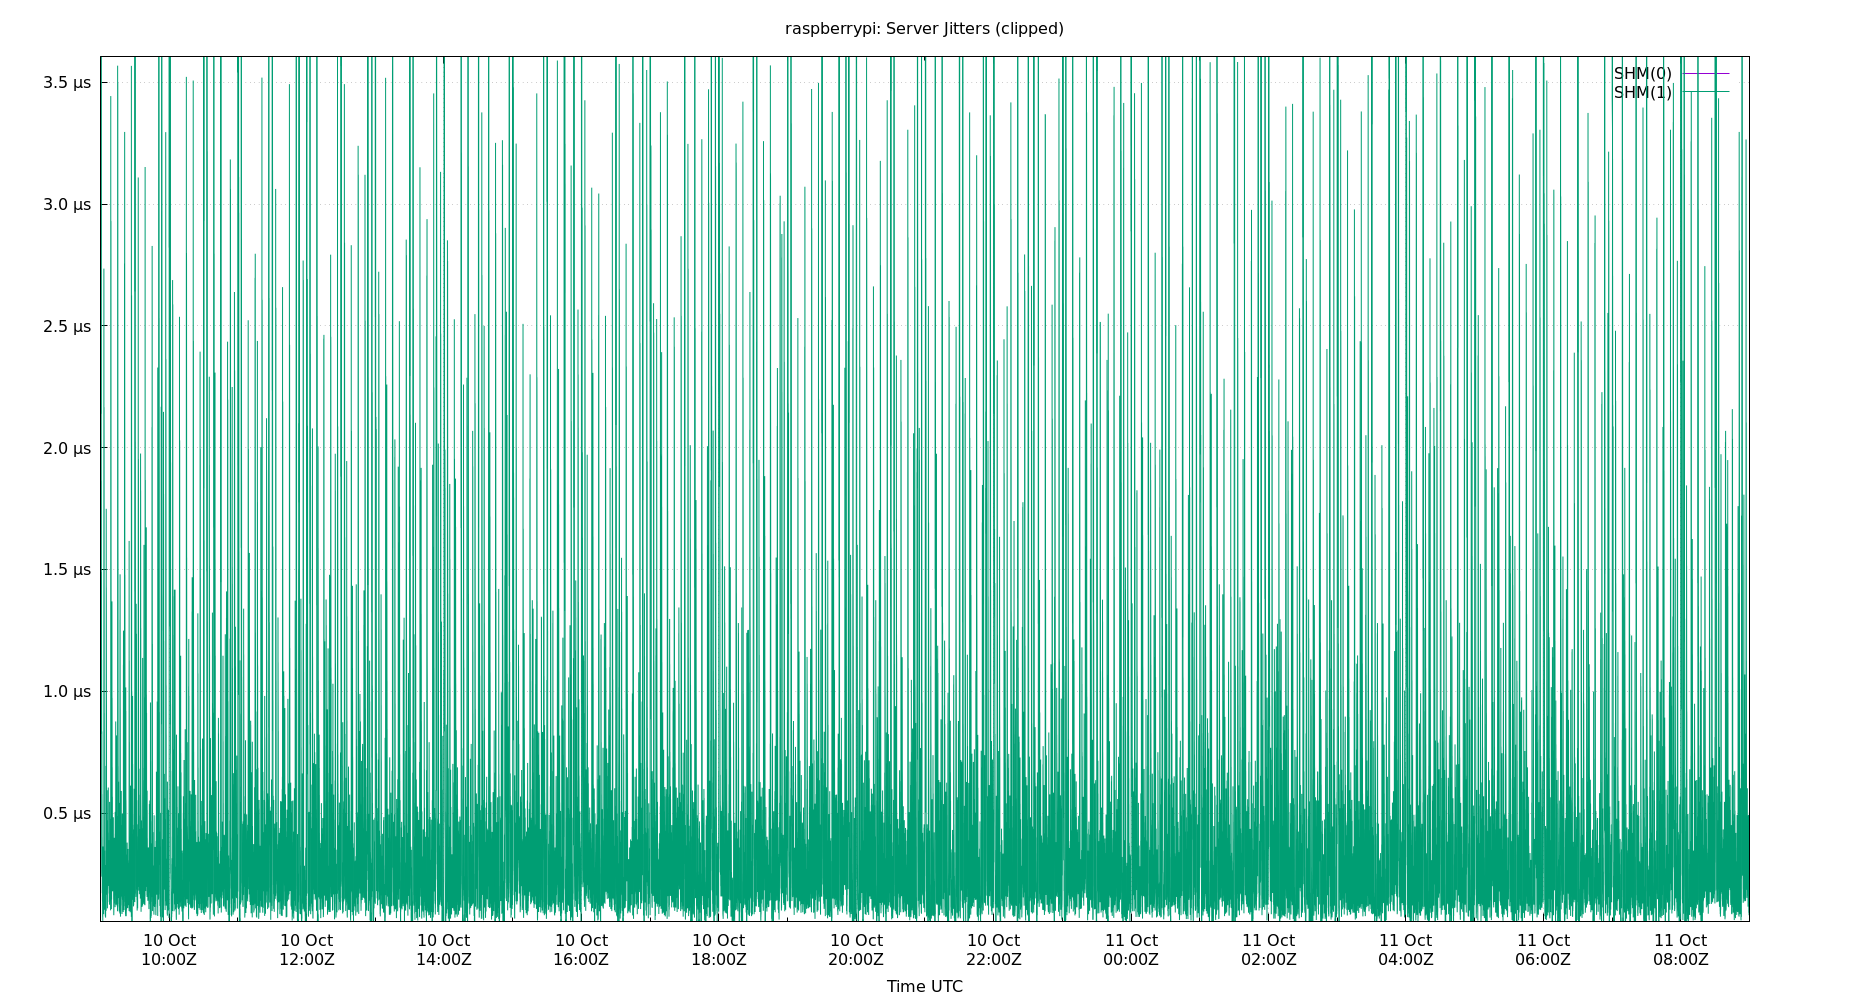 raspberrypi: Server Jitters (clipped)
SHM(0)
SHM(1)
3.5 µs
3.0 µs
2.5 µs
2.0 µs
1.5 µs
1.0 µs
0.5 µs
10 Oct 10 Oct 10 Oct 10 Oct 10 Oct 10 Oct 10 Oct 11 Oct 11 Oct 11 Oct 11 Oct 11 Oct
10:00Z 12:00Z 14:00Z 16:00Z 18:00Z 20:00Z 22:00Z 00:00Z 02:00Z 04:00Z 06:00Z 08:00Z
Time UTC